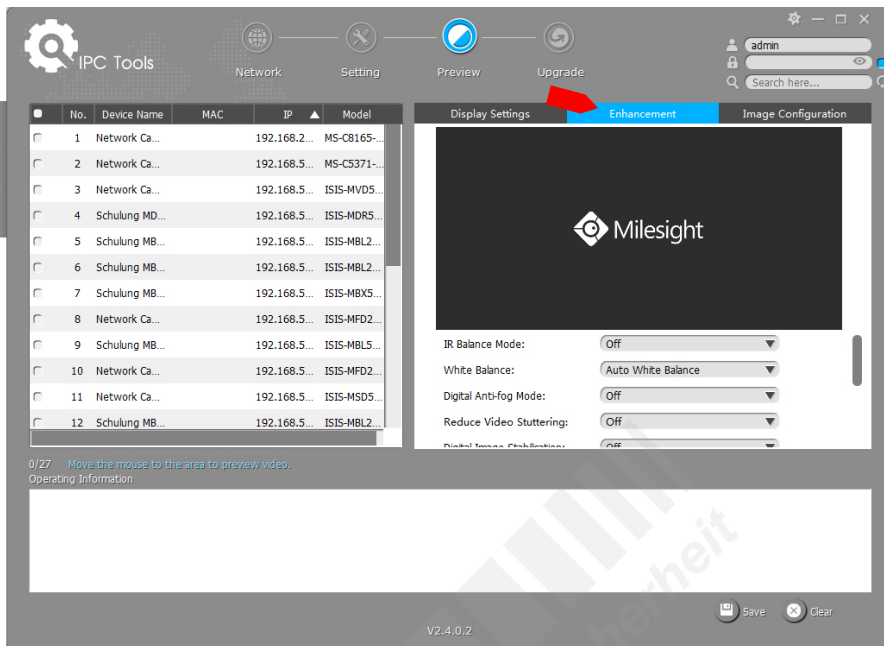 IPC Tools
Network Setting Preview Upgrade
admin
Search here...
No. Device Name MAC IP Model
1 Network Ca... 192.168.2... MS-C8165-...
2 Network Ca... 192.168.5... MS-C5371-...
3 Network Ca... 192.168.5... ISIS-MVD5...
4 Schulung MD... 192.168.5... ISIS-MDR5...
5 Schulung MB... 192.168.5... ISIS-MBL2...
6 Schulung MB... 192.168.5... ISIS-MBL2...
7 Schulung MB... 192.168.5... ISIS-MBX5...
8 Network Ca... 192.168.5... ISIS-MFD2...
9 Schulung MB... 192.168.5... ISIS-MBL5...
10 Network Ca... 192.168.5... ISIS-MFD2...
11 Network Ca... 192.168.5... ISIS-MSD5...
12 Schulung MB... 192.168.5... ISIS-MBL2...
Display Settings Enhancement Image Configuration
Milesight
IR Balance Mode: Off
White Balance: Auto White Balance
Digital Anti-fog Mode: Off
Reduce Video Stuttering: Off
Digital Image Stabilisation: Off
0/27 Move the mouse to the area to preview video.
Operating Information
erheit
Save Clear
V2.4.0.2